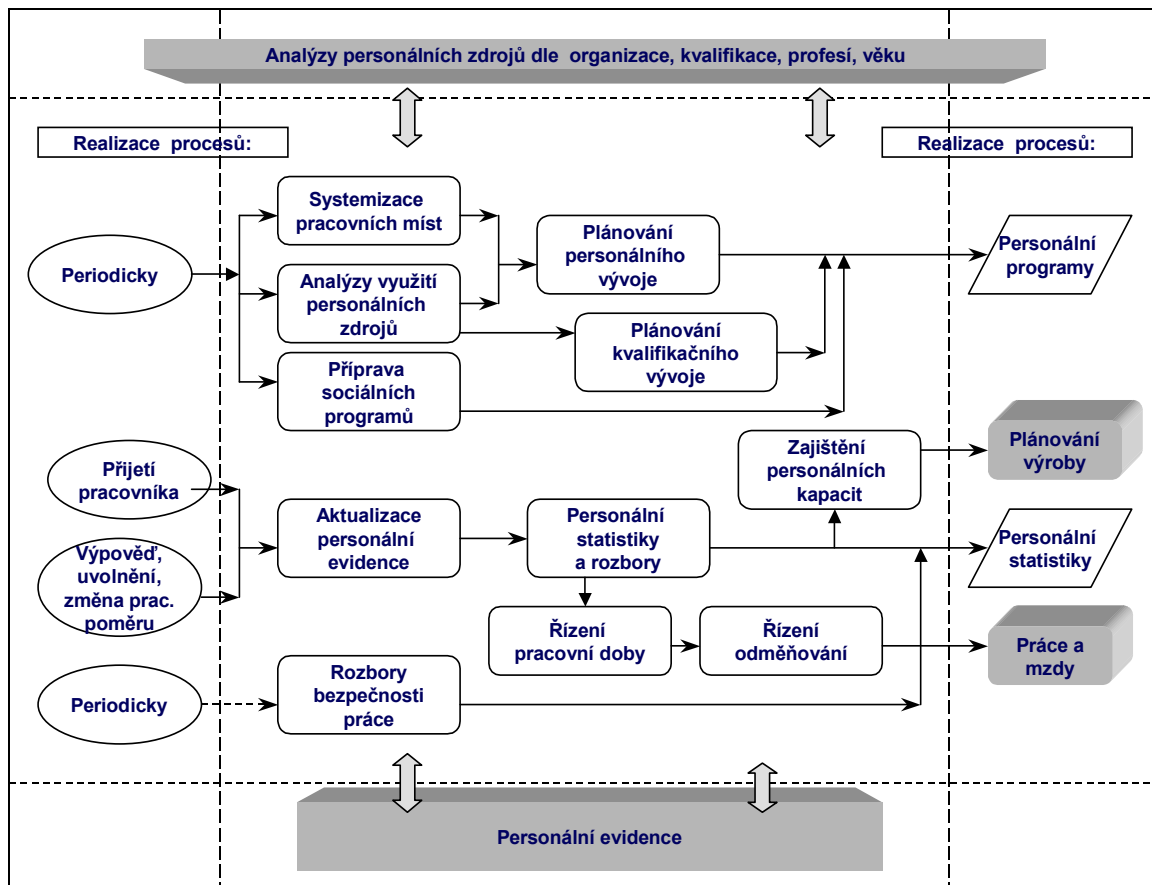 Analýzy personálních zdrojů dle organizace, kvalifikace, profesí, věku
Realizace procesů:
Realizace procesů:
Periodicky
Systemizace
pracovních míst
Analýzy využití
personálních
zdrojů
Příprava
sociálních
programů
Plánování
personálního
vývoje
Plánování
kvalifikačního
vývoje
Personální
programy
Přijetí
pracovníka
Výpověď,
uvolnění,
změna prac.
poměru
Aktualizace
personální
evidence
Personální
statistiky
a rozbory
Zajištění
personálních
kapacit
Plánování
výroby
Personální
statistiky
Řízení
pracovní doby
Řízení
odměňování
Práce a
mzdy
Periodicky
Rozbory
bezpečnosti
práce
Personální evidence